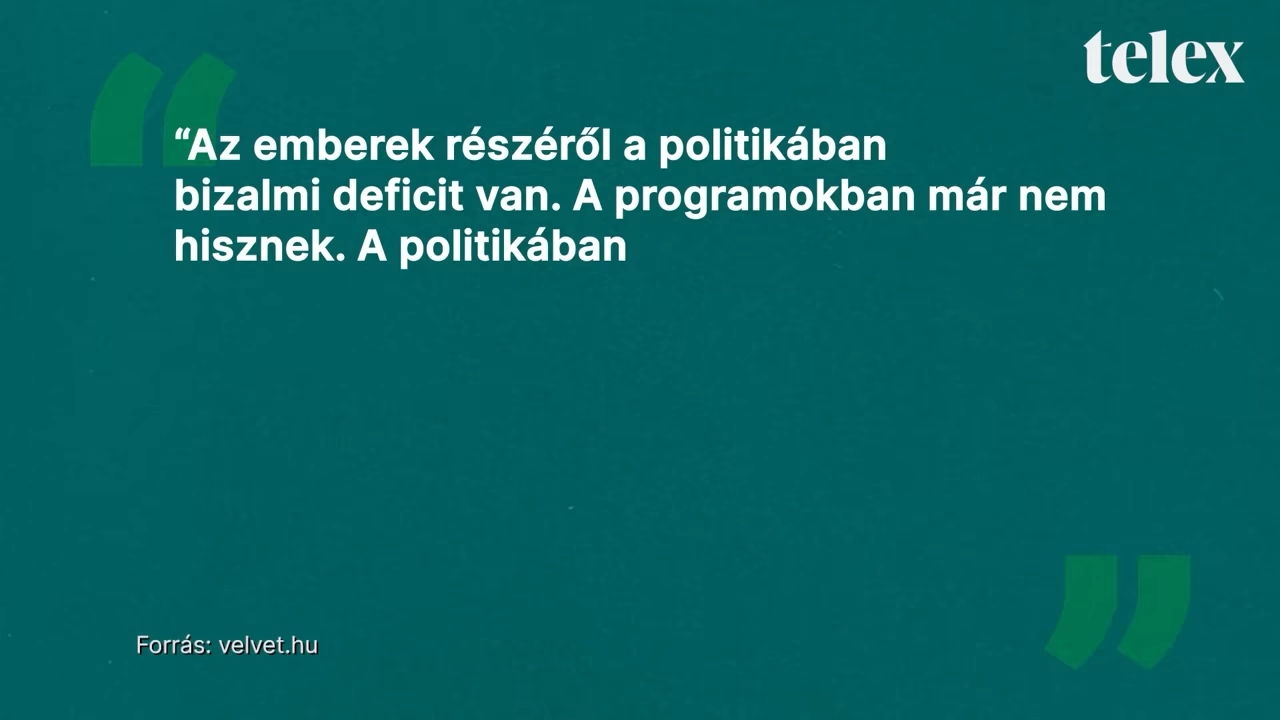 telex
“Az emberek részéről a politikában
bizalmi deficit van. A programokban már nem
hisznek. A politikában
Forrás: velvet.hu